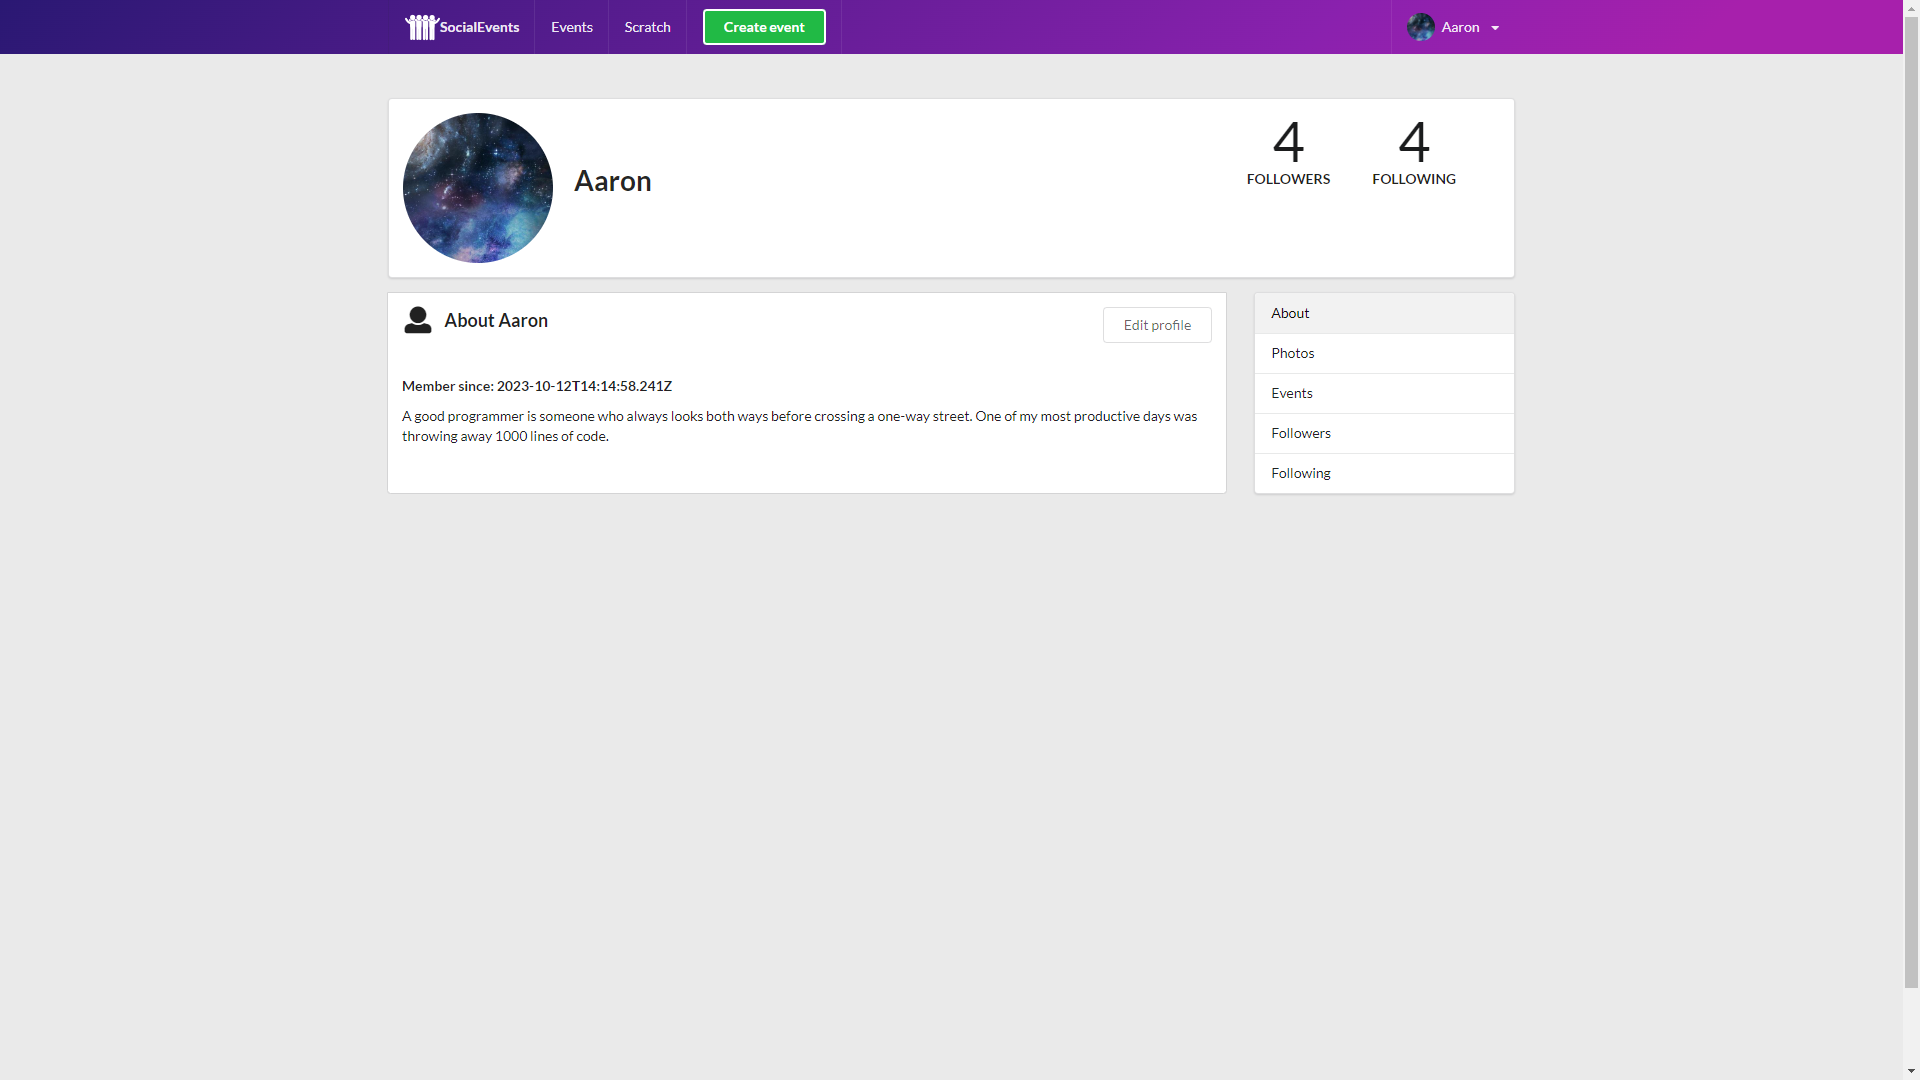 SocialEvents
Events
Scratch
Create event
Aaron
Aaron
4
FOLLOWERS
4
FOLLOWING
About Aaron
Edit profile
Member since: 2023-10-12T14:14:58.241Z
A good programmer is someone who always looks both ways before crossing a one-way street. One of my most productive days was
throwing away 1000 lines of code.
About
Photos
Events
Followers
Following